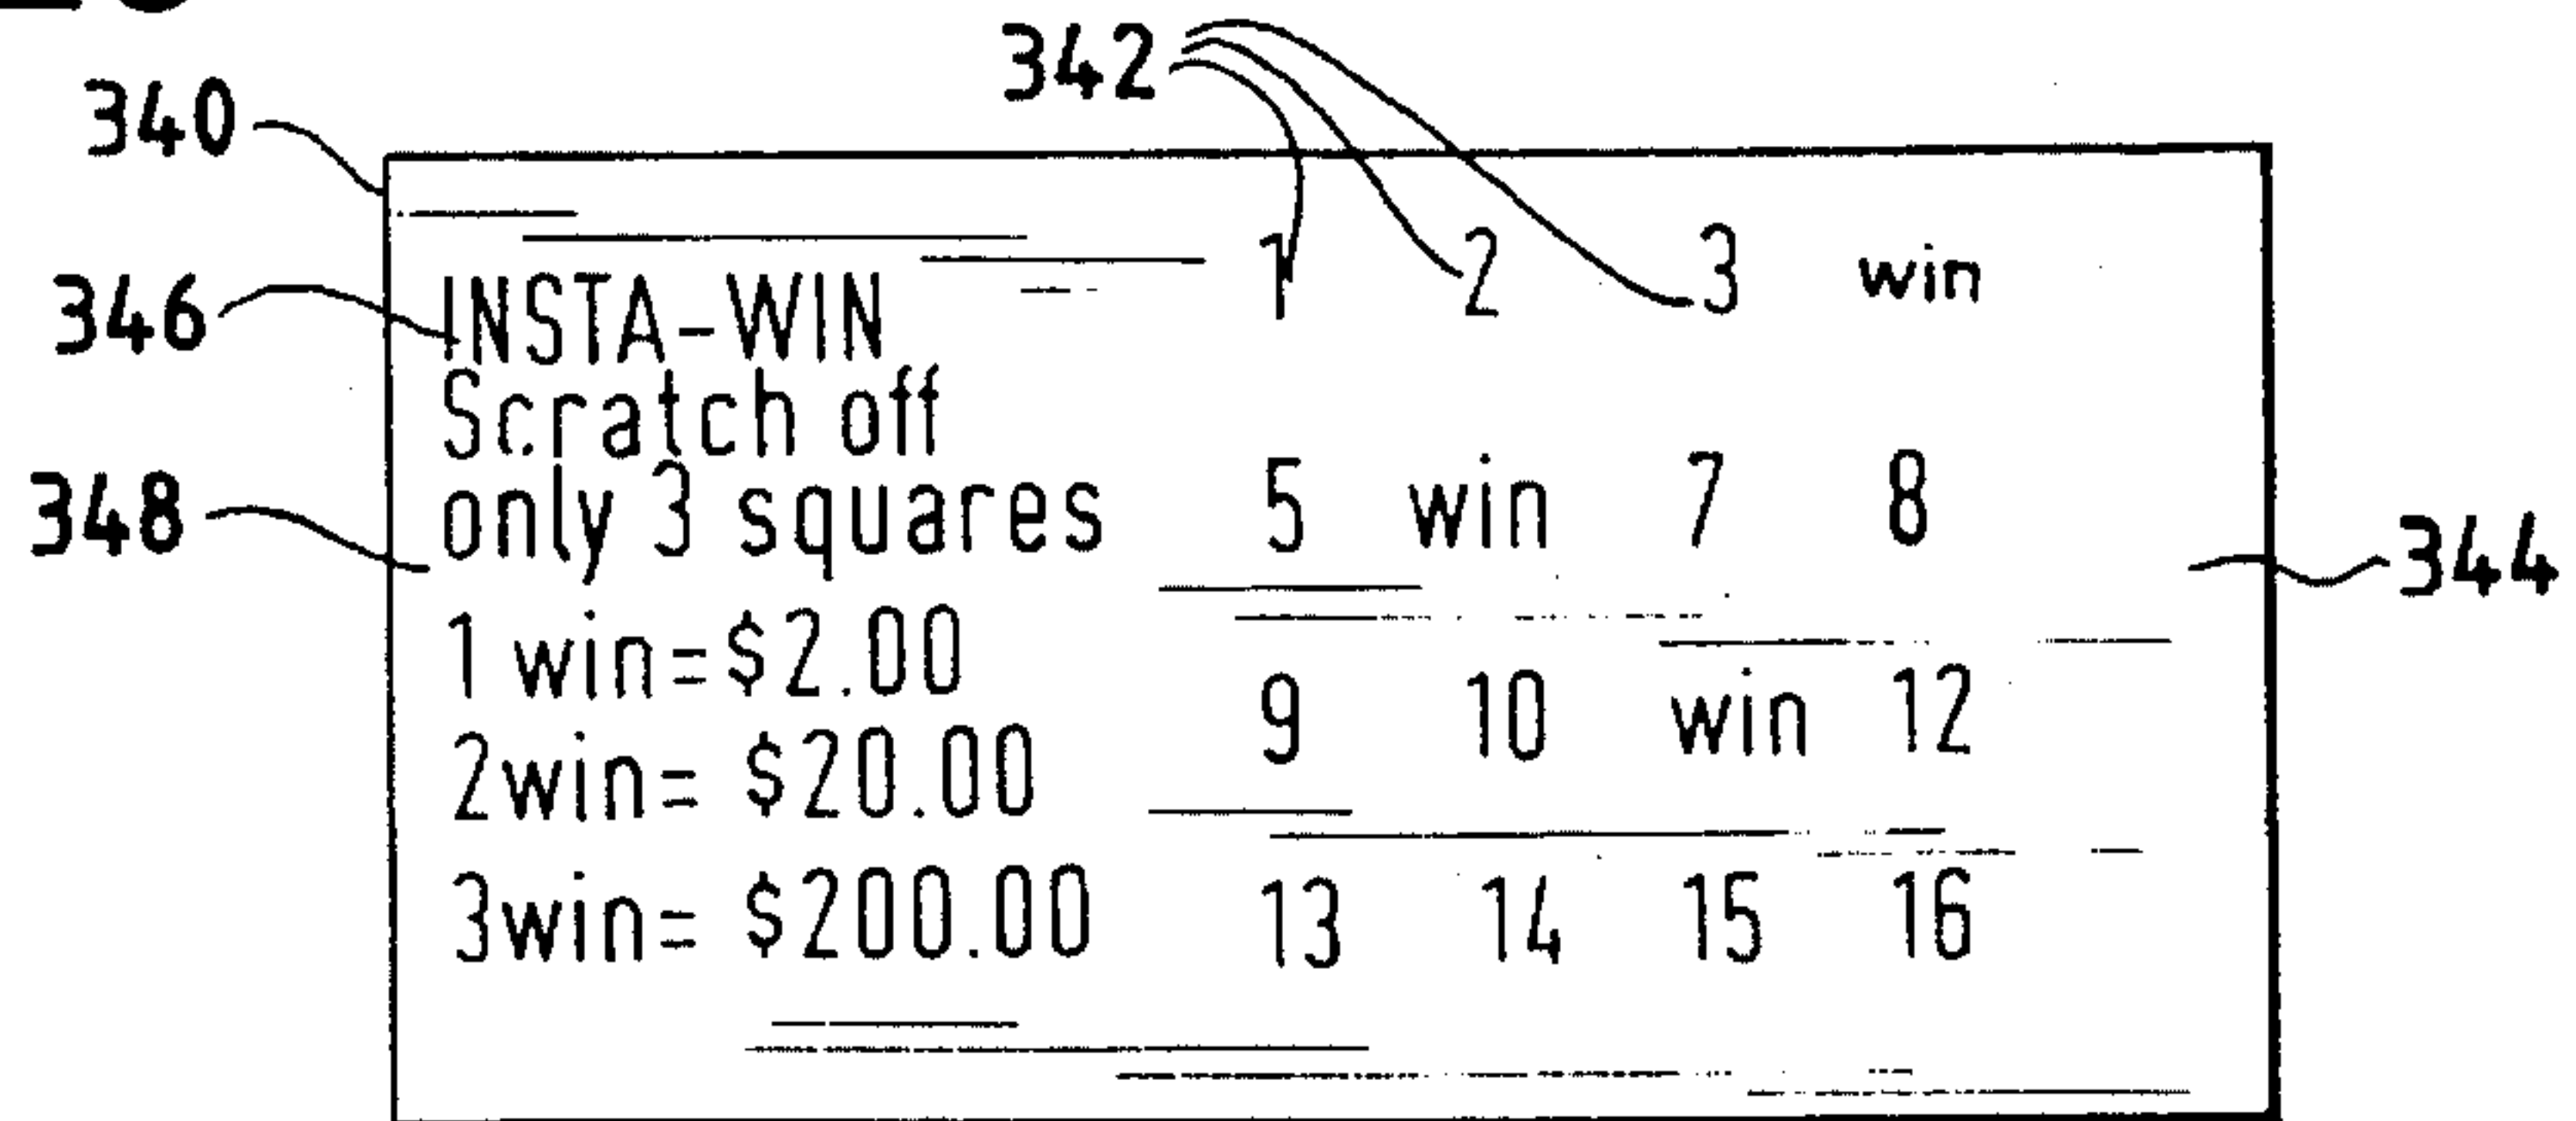 342
340
1 2 3 win
346
INSTA-WIN
Scratch off
only 3 squares
348
5 win 7 8
344
1 win=$2.00
9 10 win 12
2win= $20.00
3win= $200.00
13 14 15 16